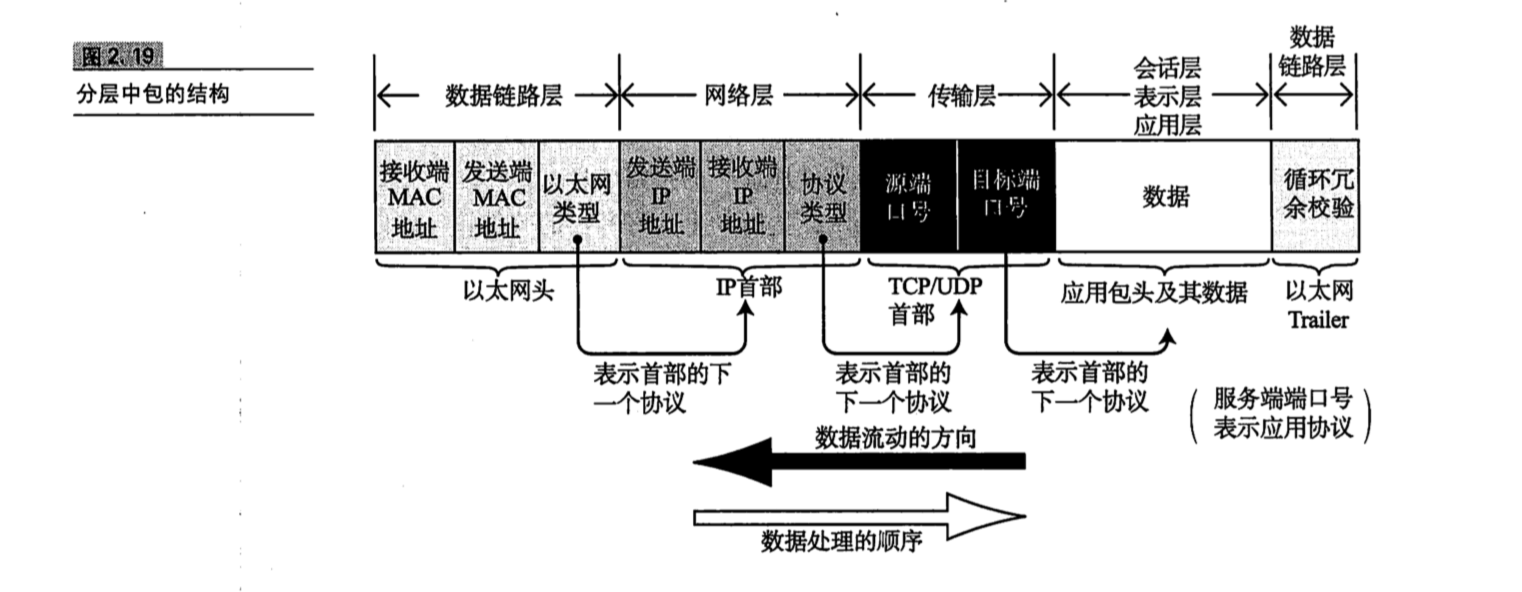 图2.19
分层中包的结构
数据链路层
网络层
传输层
会话层
表示层
应用层
数据
链路层
接收端
MAC
地址
发送端
MAC
地址
以太网
类型
发送端
IP
地址
接收端
IP
地址
协议
类型
源端
口号
目标端
口号
数据
循环冗
余校验
以太网头
IP首部
TCP/UDP
首部
应用包头及其数据
以太网
Trailer
表示首部的下
一个协议
表示首部的
下一个协议
表示首部的
下一个协议
(服务端端口号
表示应用协议)
数据流动的方向
数据处理的顺序